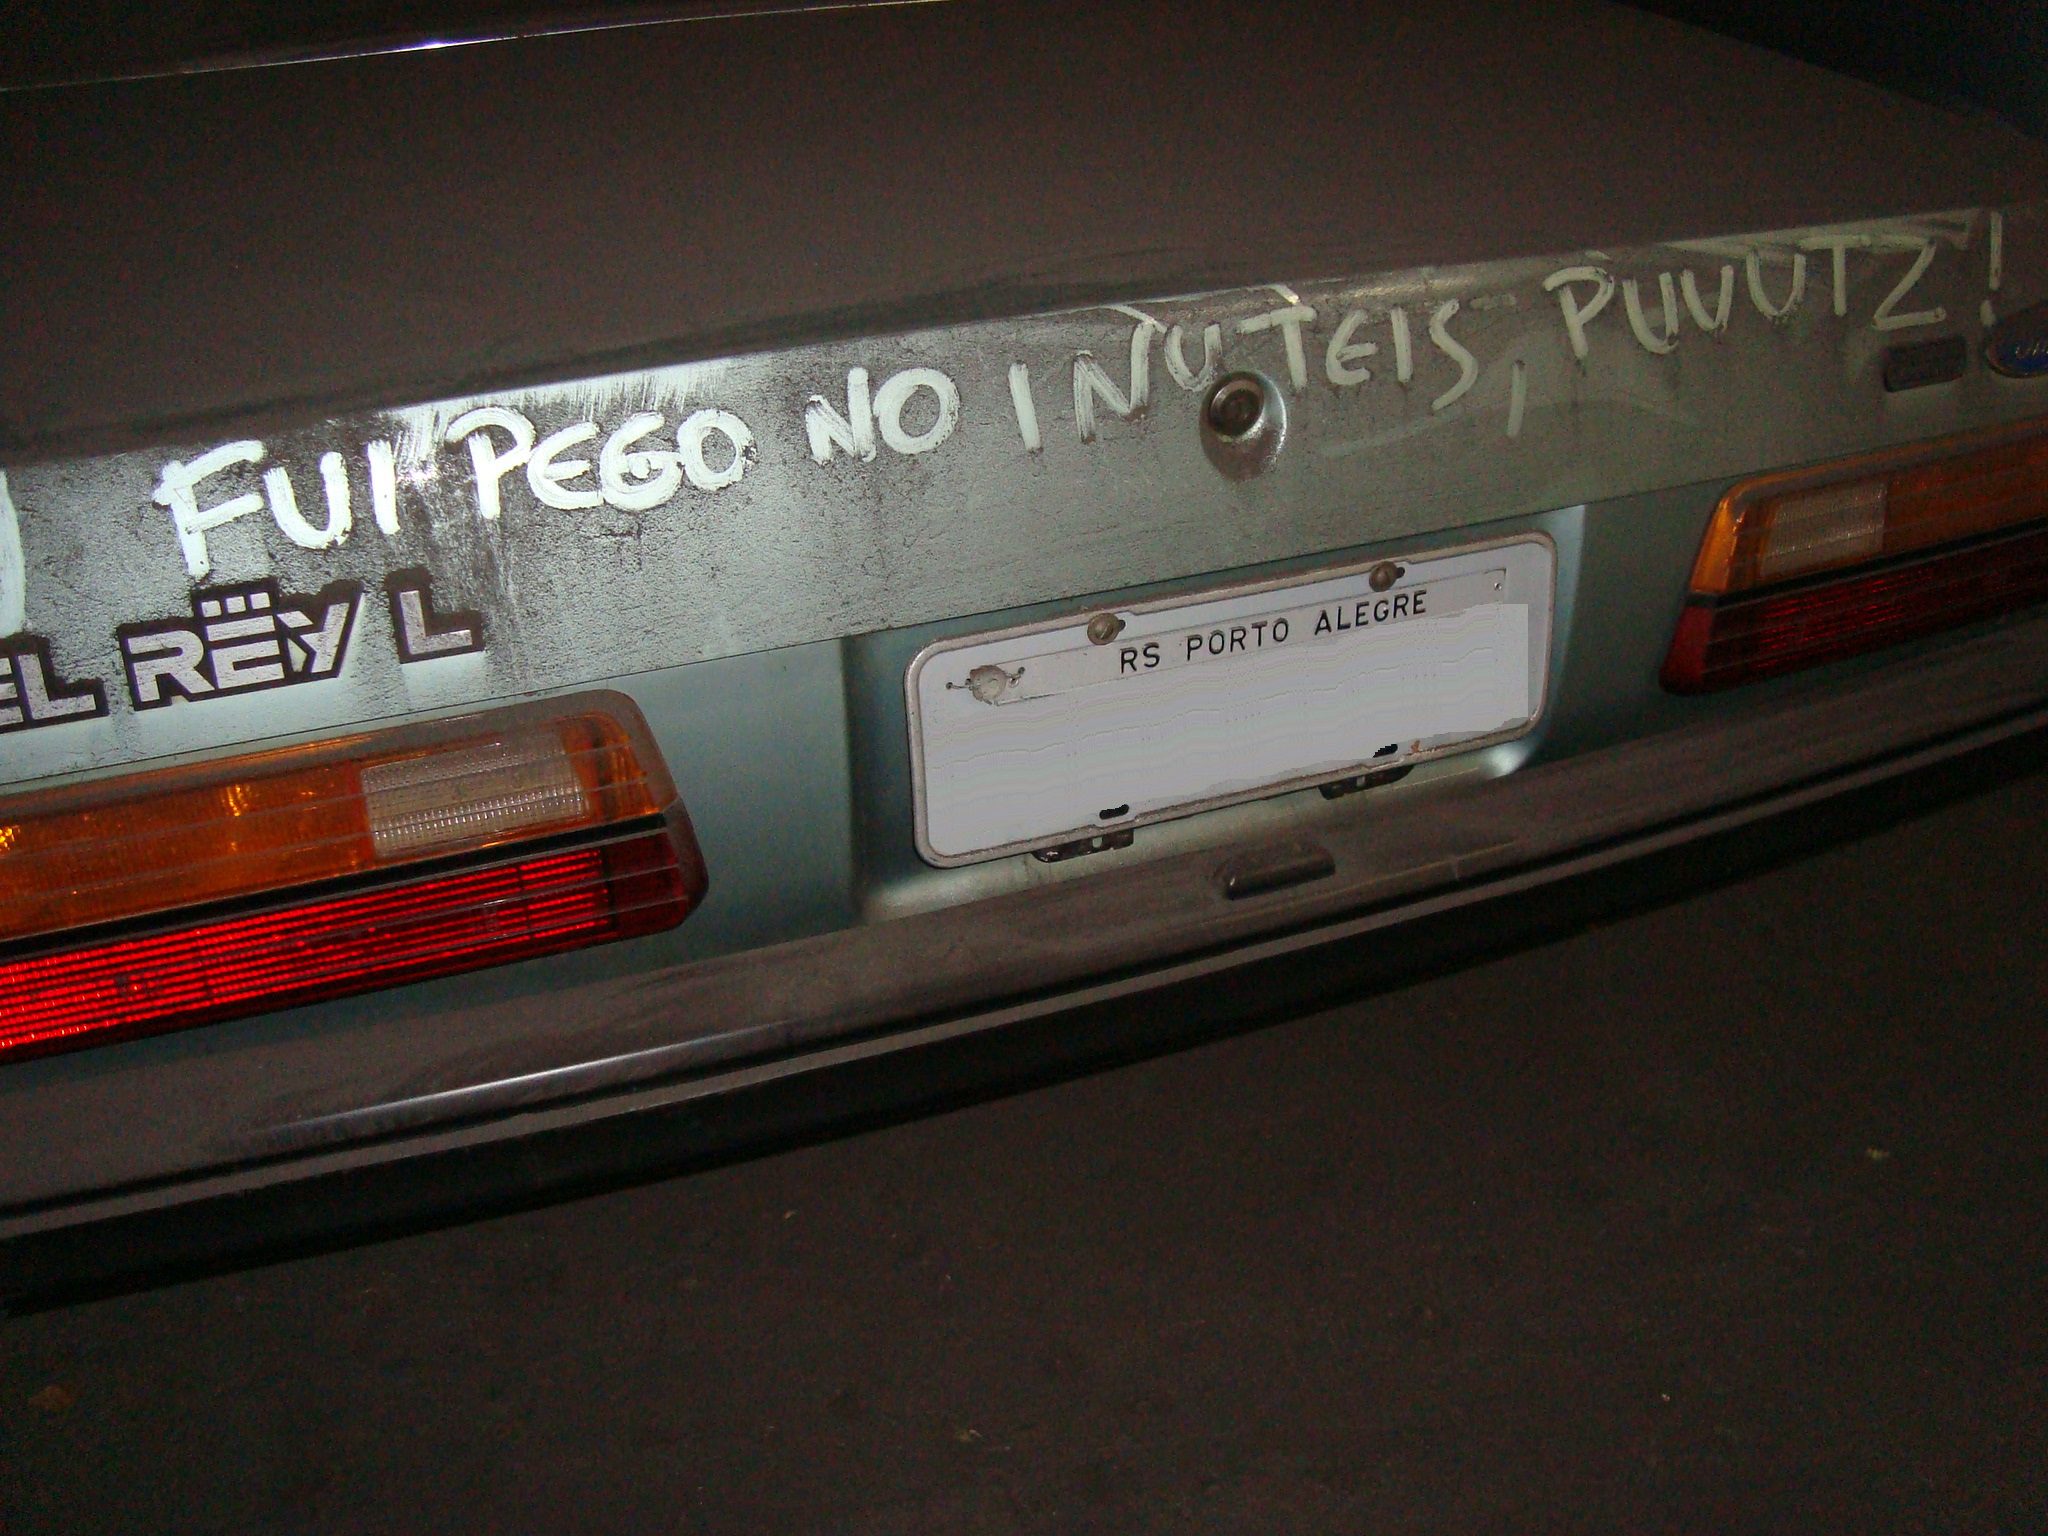 FUI PEGO NO INUTEIS, PUUUTZ!
EL REY L
RS PORTO ALEGRE